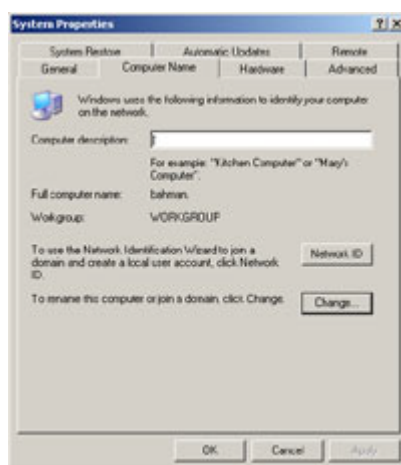 System Properties
System Restore Automatic Updates Remote
General Computer Name Hardware Advanced
Windows uses the following information to identify your computer
on the network.
Computer description:
For example: "Kitchen Computer" or "Mary's
Computer".
Full computer name: bahman.
Workgroup: WORKGROUP
To use the Network Identification Wizard to join a
domain and create a local user account, click Network
ID.
Network ID
To rename this computer or join a domain, click Change.
Change...
OK Cancel Apply